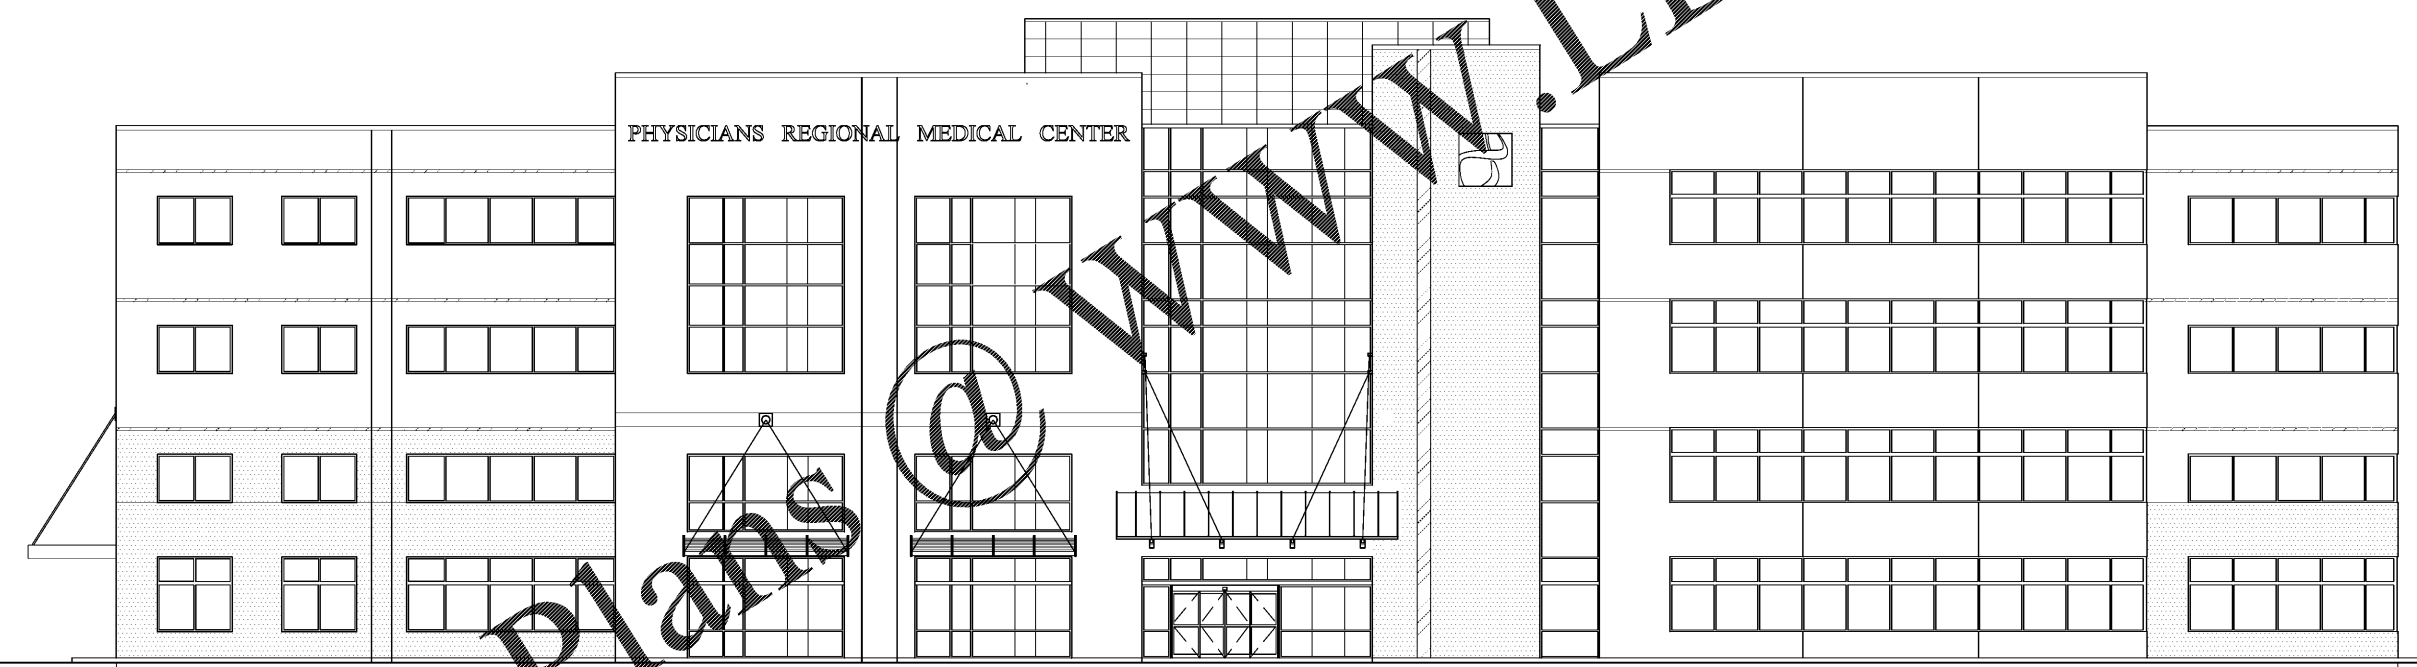 PHYSICIANS REGIONAL MEDICAL CENTER
Plans @ www.